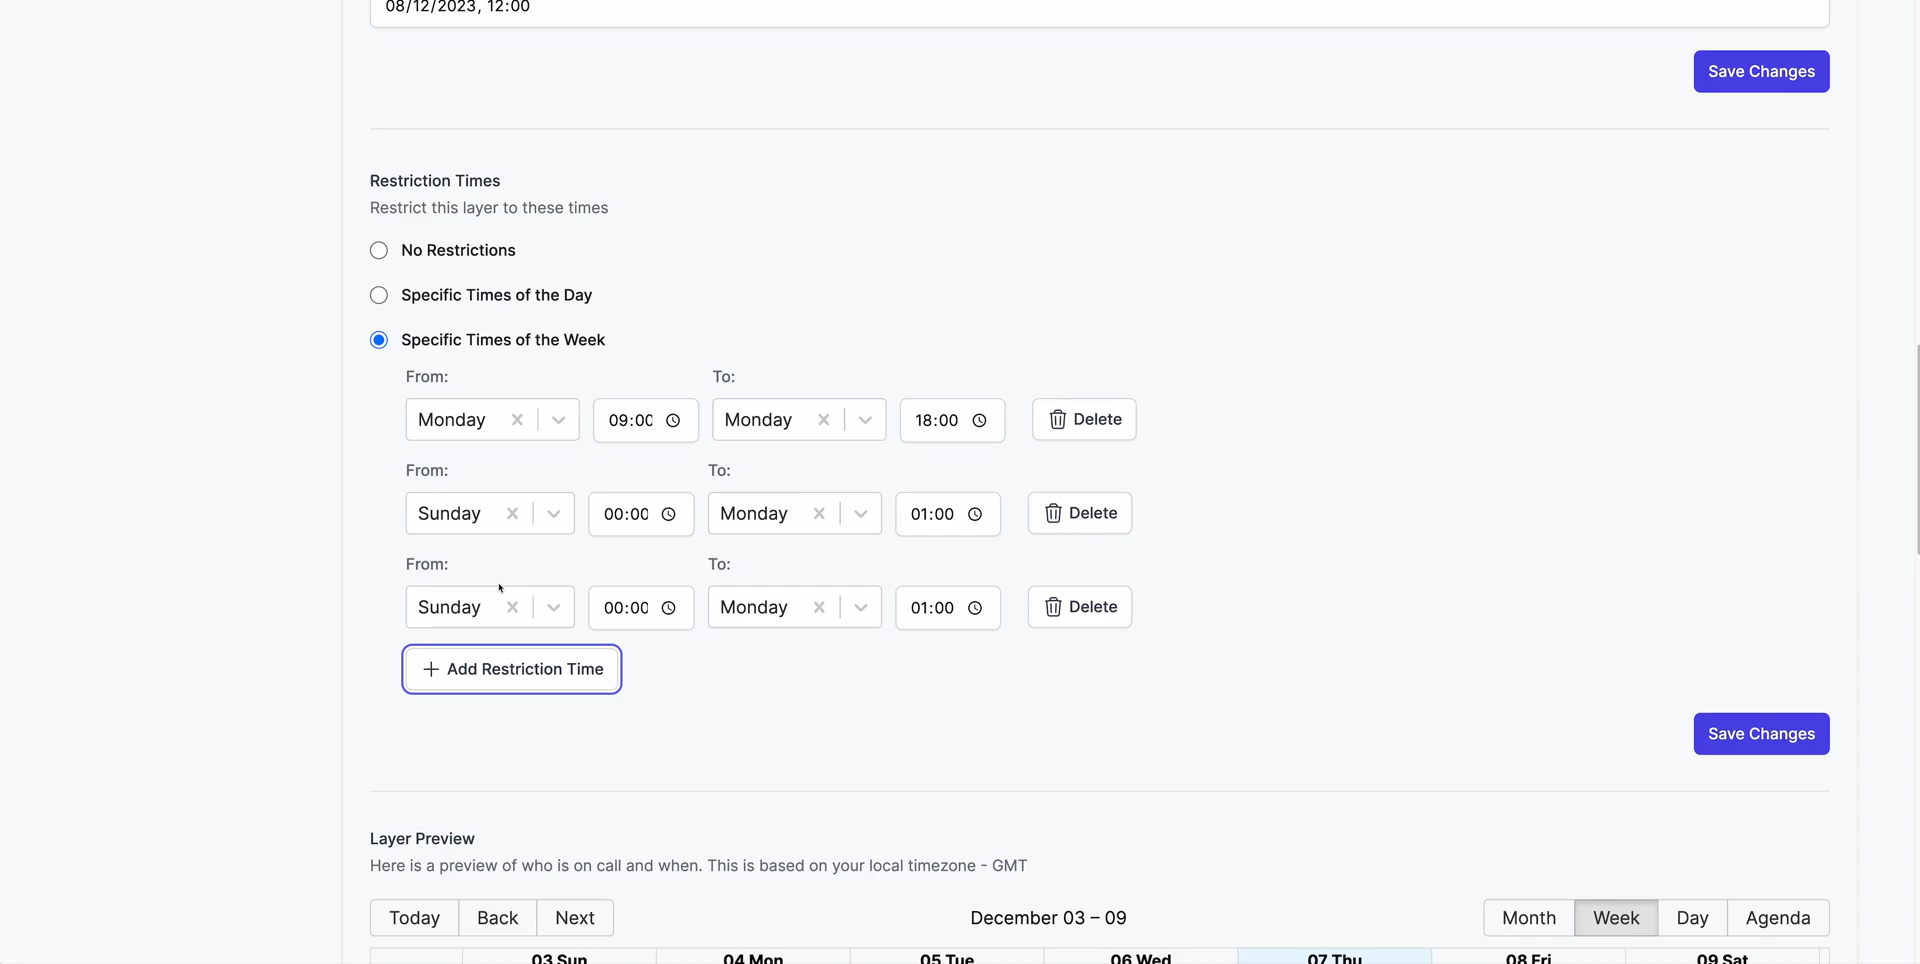 08/12/2023, 12:00
Save Changes
Restriction Times
Restrict this layer to these times
No Restrictions
Specific Times of the Day
Specific Times of the Week
From: To:
Monday 09:00 Monday 18:00 Delete
From: To:
Sunday 00:00 Monday 01:00 Delete
From: To:
Sunday 00:00 Monday 01:00 Delete
+ Add Restriction Time
Save Changes
Layer Preview
Here is a preview of who is on call and when. This is based on your local timezone - GMT
Today Back Next December 03 – 09 Month Week Day Agenda
03 Sun 04 Mon 05 Tue 06 Wed 07 Thu 08 Fri 09 Sat